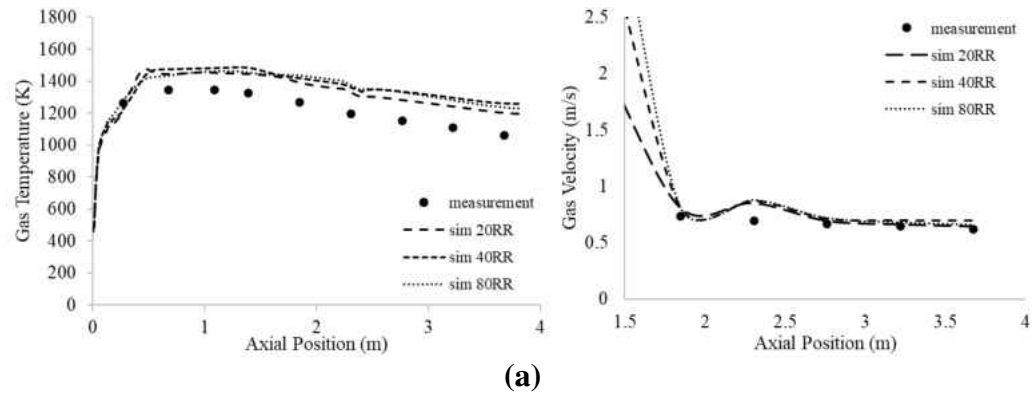 1800
1600
1400
1200
1000
800
600
400
200
0
Gas Temperature (K)
measurement
sim 20RR
sim 40RR
sim 80RR
0 1 2 3 4
Axial Position (m)
2.5
2
1.5
1
0.5
0
Gas Velocity (m/s)
measurement
sim 20RR
sim 40RR
sim 80RR
1.5 2 2.5 3 3.5 4
Axial Position (m)
(a)